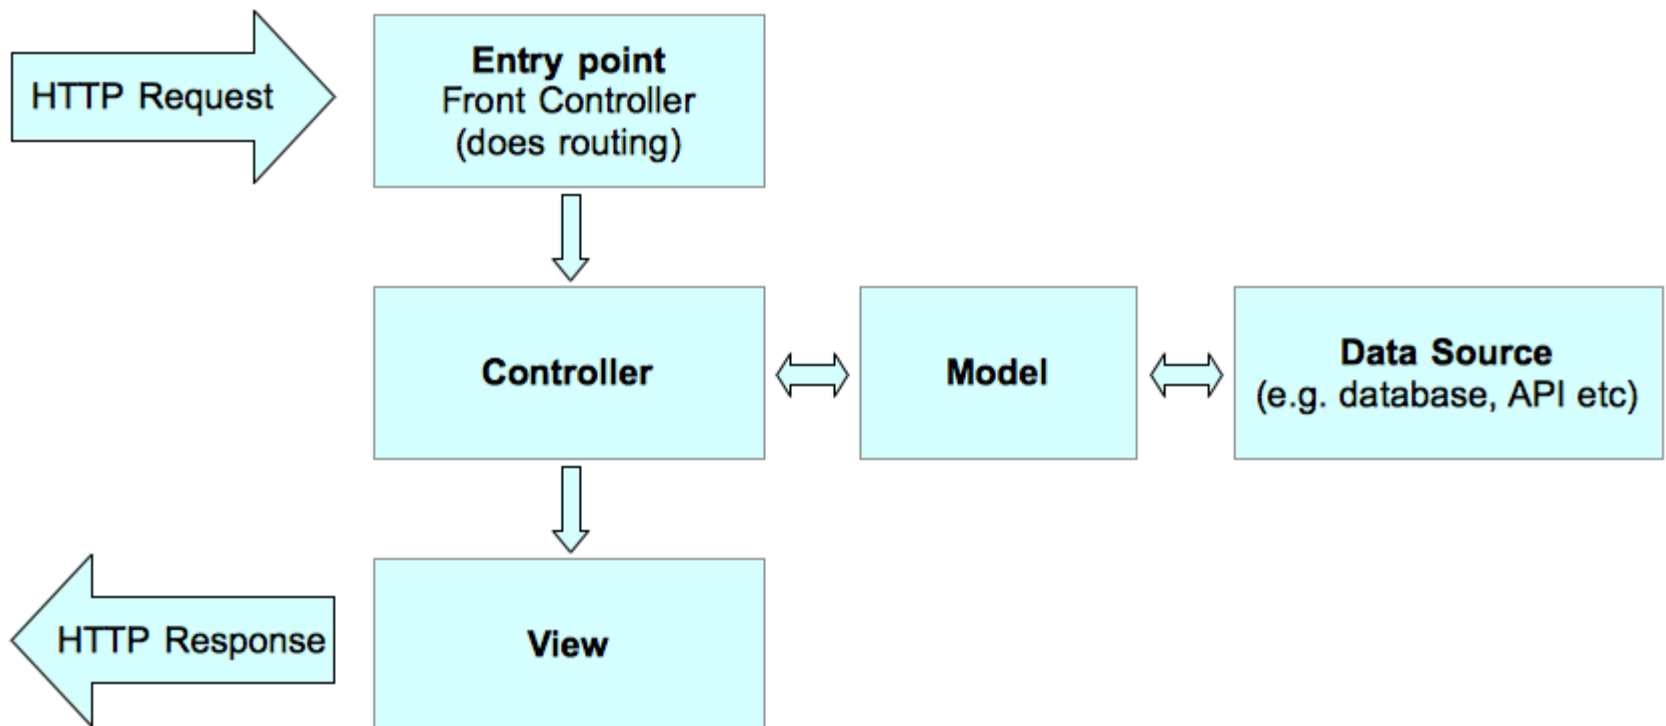 HTTP Request
Entry point
Front Controller
(does routing)
Controller
Model
Data Source
(e.g. database, API etc)
HTTP Response
View